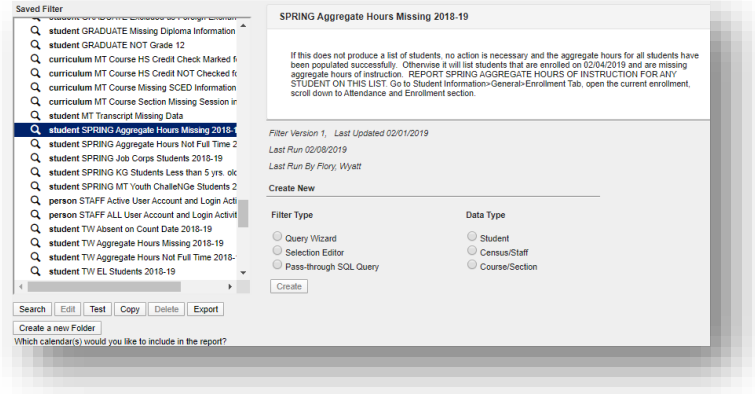 Saved Filter
student GRADUATE Excluded as Foreign Exchan
student GRADUATE Missing Diploma Information
student GRADUATE NOT Grade 12
curriculum MT Course HS Credit Check Marked f
curriculum MT Course HS Credit NOT Checked fo
curriculum MT Course Missing SCED Information
curriculum MT Course Section Missing Session in
student MT Transcript Missing Data
student SPRING Aggregate Hours Missing 2018-1
student SPRING Aggregate Hours Not Full Time 2
student SPRING Job Corps Students 2018-19
student SPRING KG Students Less than 5 yrs. old
student SPRING MT Youth ChalleNGe Students 2
person STAFF Active User Account and Login Acti
person STAFF ALL User Account and Login Activit
student TW Absent on Count Date 2018-19
student TW Aggregate Hours Missing 2018-19
student TW Aggregate Hours Not Full Time 2018-
student TW EL Students 2018-19
Search Edit Test Copy Delete Export
Create a new Folder
Which calendar(s) would you like to include in the report?
SPRING Aggregate Hours Missing 2018-19
If this does not produce a list of students, no action is necessary and the aggregate hours for all students have
been populated successfully. Otherwise it will list students that are enrolled on 02/04/2019 and are missing
aggregate hours of instruction. REPORT SPRING AGGREGATE HOURS OF INSTRUCTION FOR ANY
STUDENT ON THIS LIST. Go to Student Information>General>Enrollment Tab, open the current enrollment,
scroll down to Attendance and Enrollment section.
Filter Version 1, Last Updated 02/01/2019
Last Run 02/08/2019
Last Run By Flory, Wyatt
Create New
Filter Type Data Type
Query Wizard Student
Selection Editor Census/Staff
Pass-through SQL Query Course/Section
Create